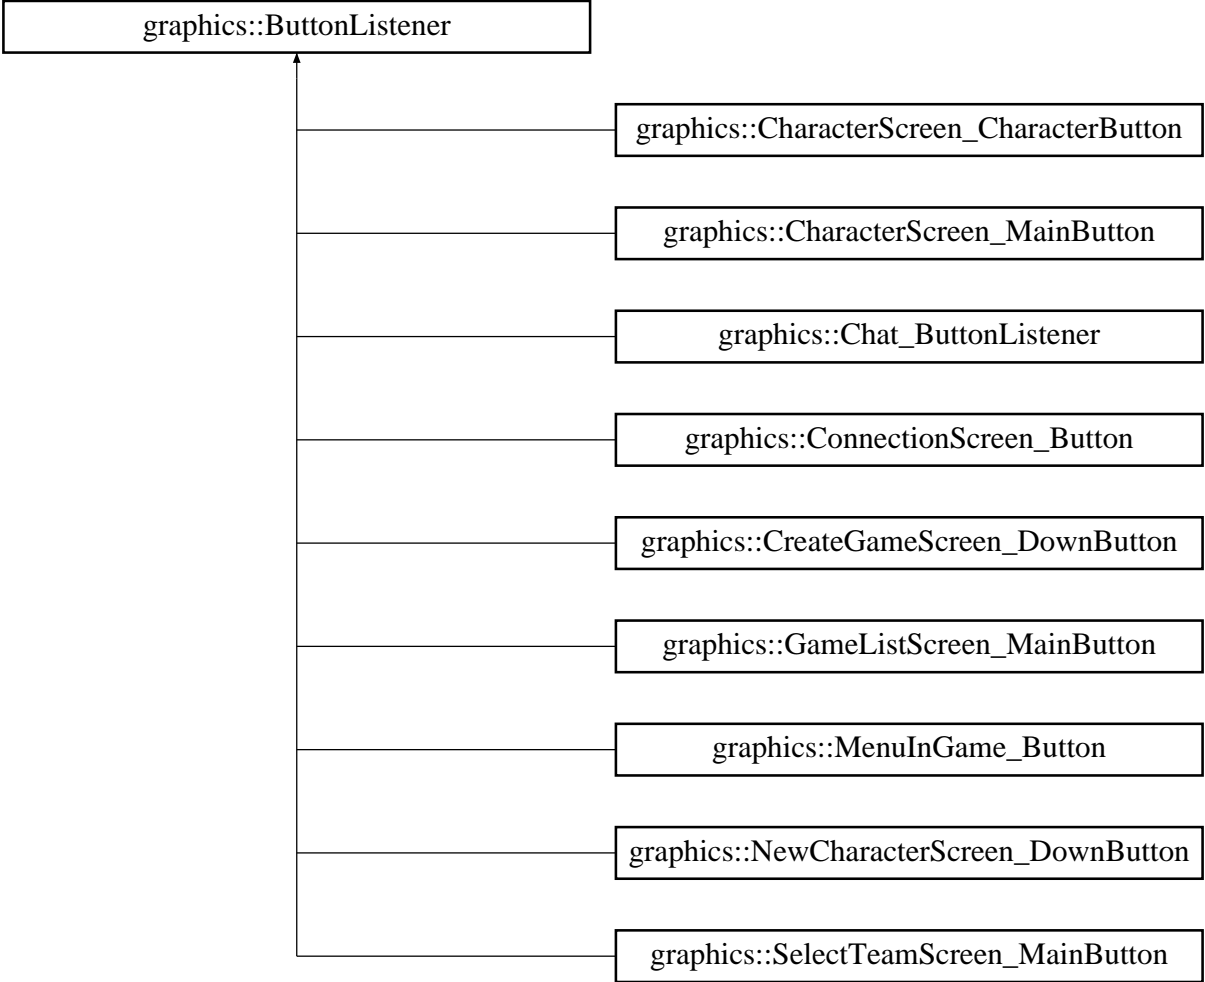 graphics::ButtonListener
graphics::CharacterScreen_CharacterButton
graphics::CharacterScreen_MainButton
graphics::Chat_ButtonListener
graphics::ConnectionScreen_Button
graphics::CreateGameScreen_DownButton
graphics::GameListScreen_MainButton
graphics::MenuInGame_Button
graphics::NewCharacterScreen_DownButton
graphics::SelectTeamScreen_MainButton